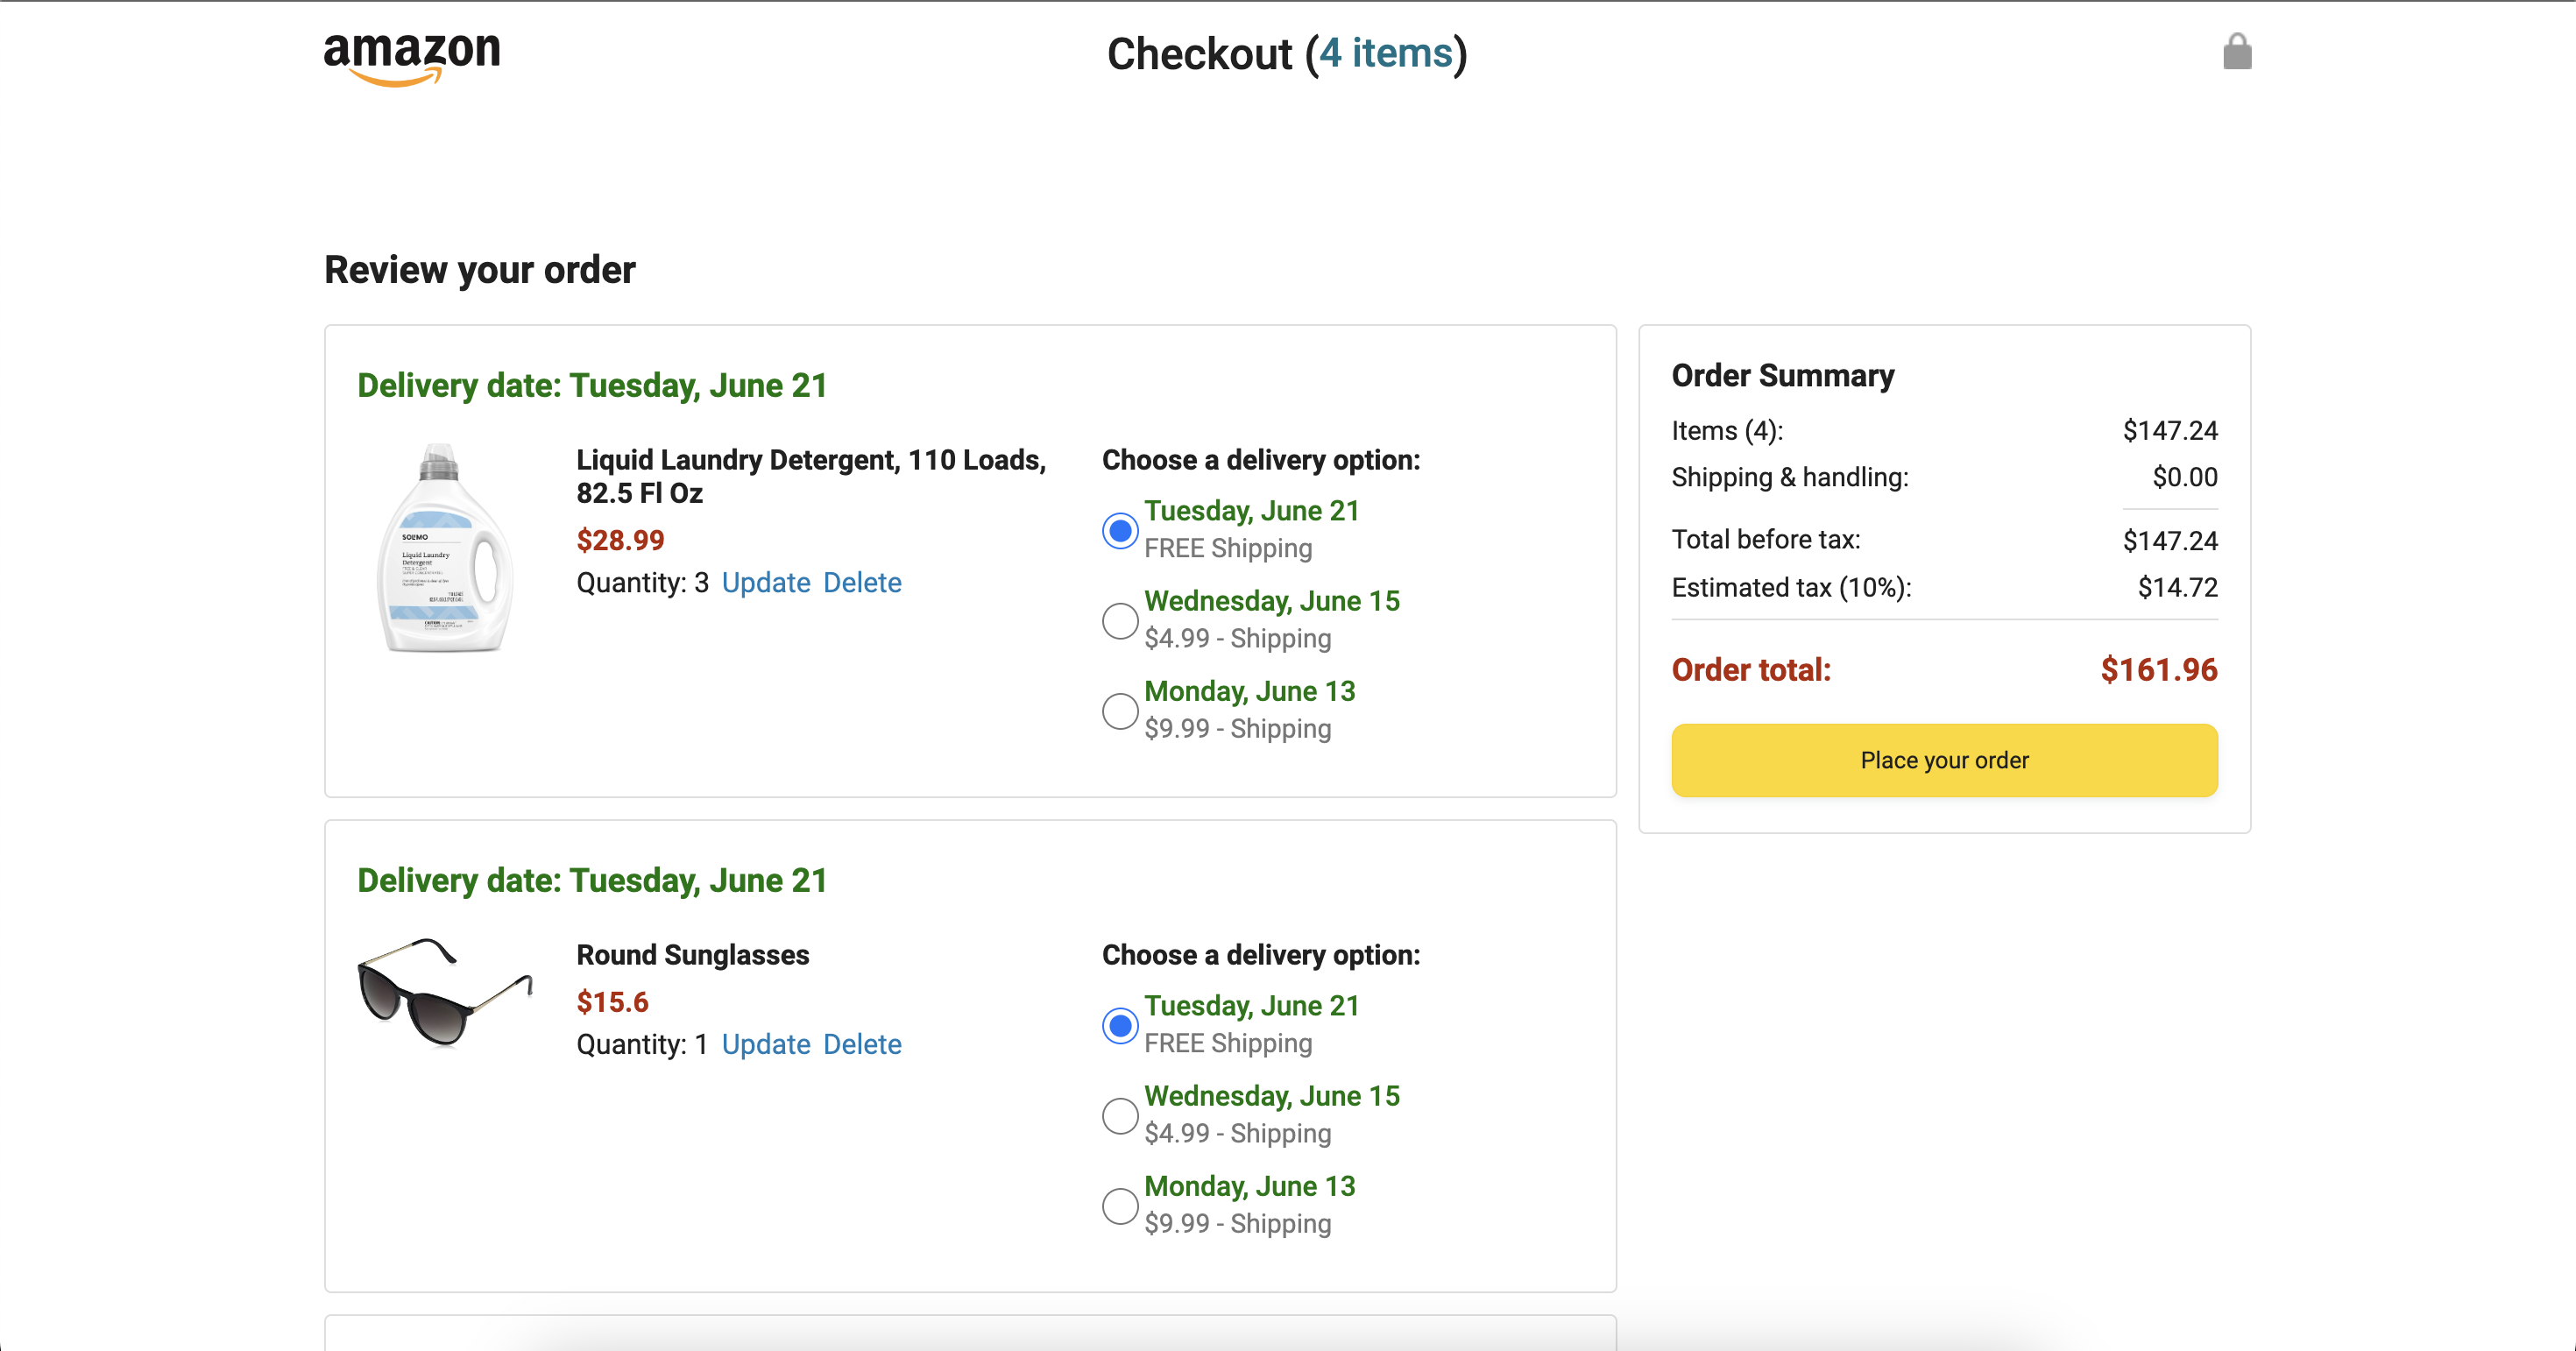 amazon
Checkout (4 items)
Review your order
Delivery date: Tuesday, June 21
SOLIMO
Liquid Laundry
Detergent
Liquid Laundry Detergent, 110 Loads,
82.5 Fl Oz
$28.99
Quantity: 3 Update Delete
Choose a delivery option:
Tuesday, June 21
FREE Shipping
Wednesday, June 15
$4.99 - Shipping
Monday, June 13
$9.99 - Shipping
Order Summary
Items (4): $147.24
Shipping & handling: $0.00
Total before tax: $147.24
Estimated tax (10%): $14.72
Order total: $161.96
Place your order
Delivery date: Tuesday, June 21
Round Sunglasses
$15.6
Quantity: 1 Update Delete
Choose a delivery option:
Tuesday, June 21
FREE Shipping
Wednesday, June 15
$4.99 - Shipping
Monday, June 13
$9.99 - Shipping